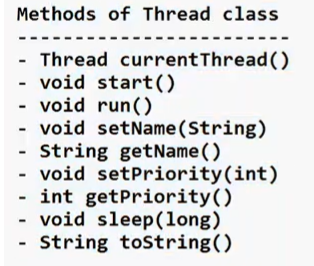 Methods of Thread class
-----------------------
- Thread currentThread()
- void start()
- void run()
- void setName(String)
- String getName()
- void setPriority(int)
- int getPriority()
- void sleep(long)
- String toString()